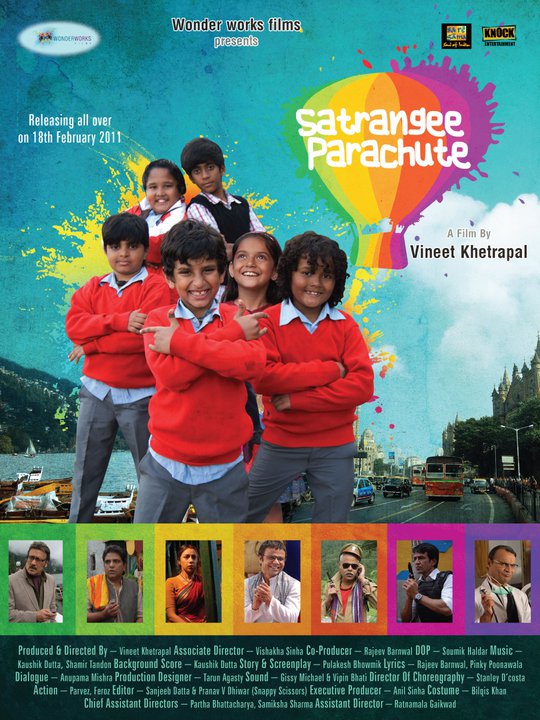 Wonder works films
presents
WONDERWORKS
FILMS
KNOCK
ENTERTAINMENT
Releasing all over
on 18th February 2011
Satrangee
Parachute
A Film By
Vineet Khetrapal
Produced & Directed By – Vineet Khetrapal Associate Director – Vishakha Sinha Co-Producer – Rajeev Barnwal DOP – Soumik Haldar Music –
Kaushik Dutta, Shamir Tandon Background Score – Kaushik Dutta Story & Screenplay – Pulakesh Bhowmik Lyrics – Rajeev Barnwal, Pinky Poonawala
Dialogue – Anupama Mishra Production Designer – Tarun Agasty Sound – Gissy Michael & Vipin Bhati Director Of Choreography – Stanley D'costa
Action – Parvez, Feroz Editor – Sanjeeb Datta & Pranav V Dhiwar (Snappy Scissors) Executive Producer – Anil Sinha Costume – Bilqis Khan
Chief Assistant Directors – Partha Bhattacharya, Samiksha Sharma Assistant Director – Ratnamala Gaikwad